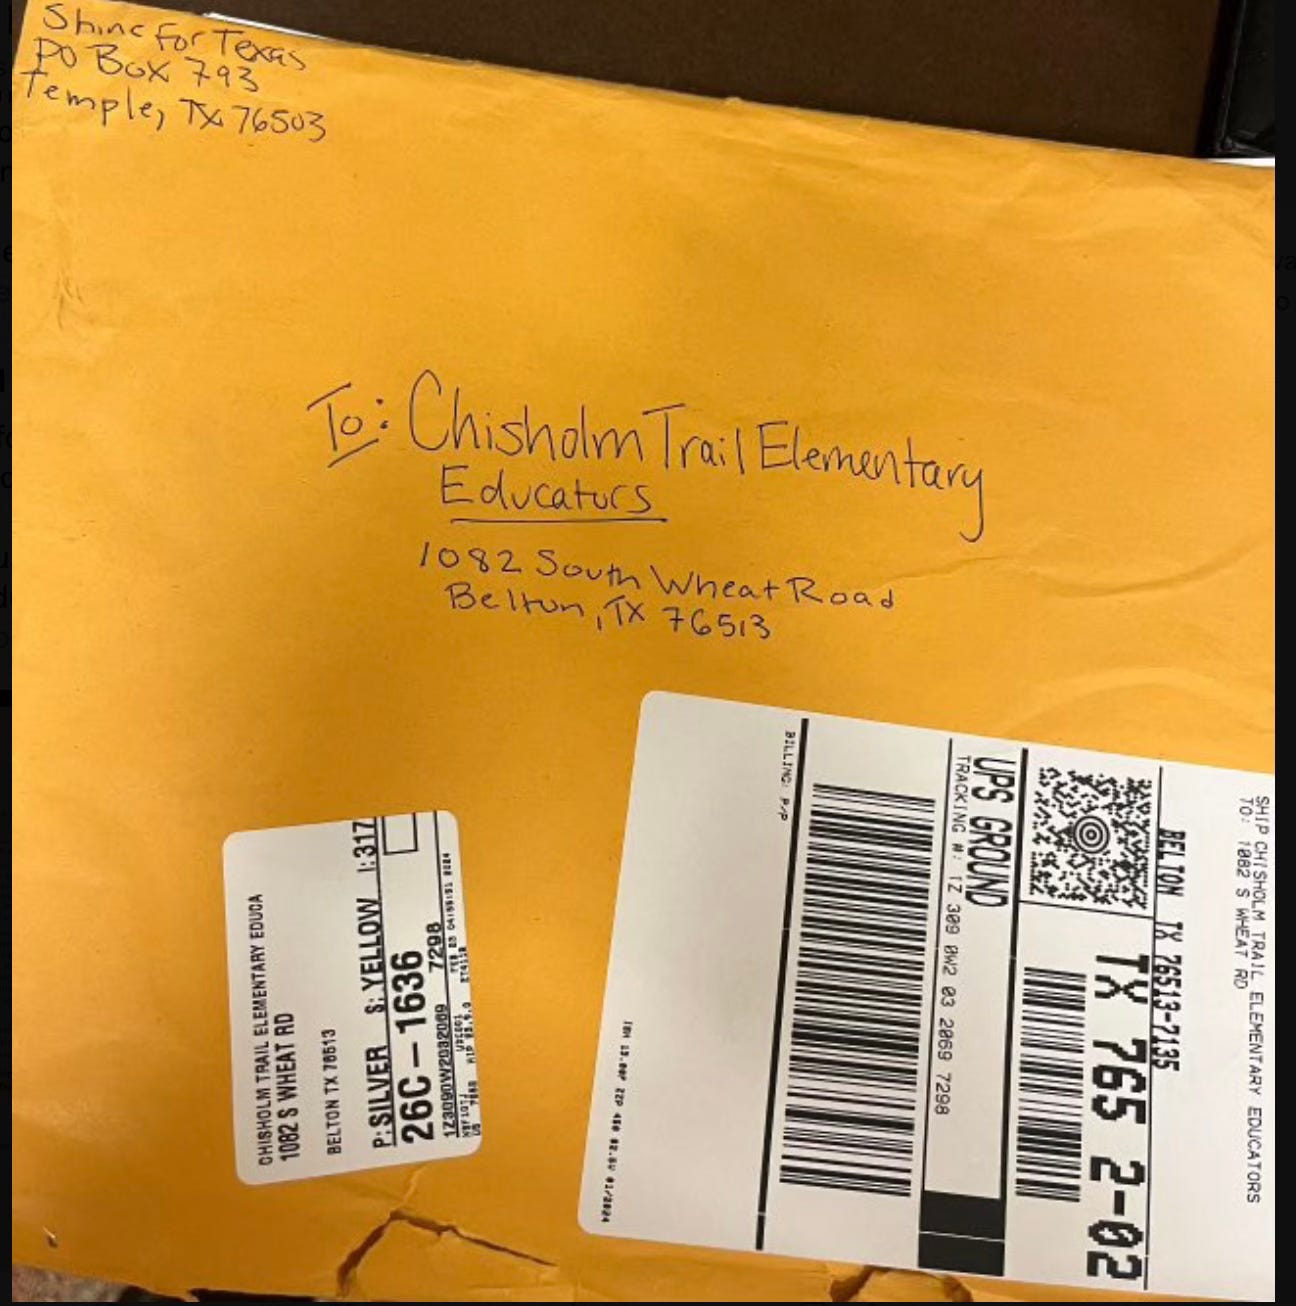 Shine for Texas
PO Box 793
Temple, TX 76503
To: Chisholm Trail Elementary
Educators
1082 South Wheat Road
Belton, TX 76513
CHISHOLM TRAIL ELEMENTARY EDUCA
1082 S WHEAT RD
BELTON TX 76513
P: SILVER S: YELLOW I:317
26C - 1636
1Z3090W20320697298
SHIP CHISHOLM TRAIL ELEMENTARY EDUCATORS
TO: 1082 S WHEAT RD
BELTON TX 76513-7135
TX 765 2-02
UPS GROUND
TRACKING #: 1Z 309 0W2 03 2069 7298
BILLING: P/P